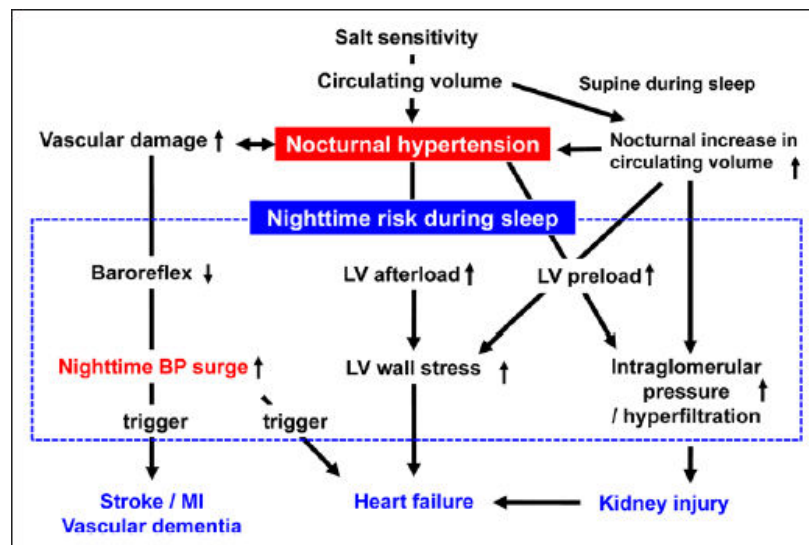 Salt sensitivity
Circulating volume
Supine during sleep
Vascular damage ↑
Nocturnal hypertension
Nocturnal increase in
circulating volume ↑
Nighttime risk during sleep
Baroreflex ↓
LV afterload ↑
LV preload ↑
Nighttime BP surge ↑
LV wall stress ↑
Intraglomerular
pressure ↑
/ hyperfiltration
trigger
trigger
Stroke / MI
Vascular dementia
Heart failure
Kidney injury